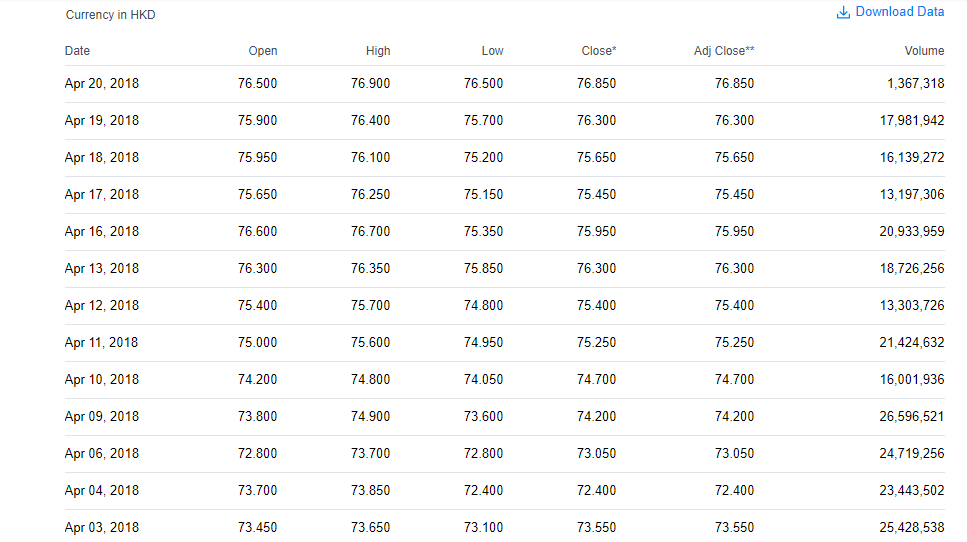 Currency in HKD Download Data
Date Open High Low Close* Adj Close** Volume
Apr 20, 2018 76.500 76.900 76.500 76.850 76.850 1,367,318
Apr 19, 2018 75.900 76.400 75.700 76.300 76.300 17,981,942
Apr 18, 2018 75.950 76.100 75.200 75.650 75.650 16,139,272
Apr 17, 2018 75.650 76.250 75.150 75.450 75.450 13,197,306
Apr 16, 2018 76.600 76.700 75.350 75.950 75.950 20,933,959
Apr 13, 2018 76.300 76.350 75.850 76.300 76.300 18,726,256
Apr 12, 2018 75.400 75.700 74.800 75.400 75.400 13,303,726
Apr 11, 2018 75.000 75.600 74.950 75.250 75.250 21,424,632
Apr 10, 2018 74.200 74.800 74.050 74.700 74.700 16,001,936
Apr 09, 2018 73.800 74.900 73.600 74.200 74.200 26,596,521
Apr 06, 2018 72.800 73.700 72.800 73.050 73.050 24,719,256
Apr 04, 2018 73.700 73.850 72.400 72.400 72.400 23,443,502
Apr 03, 2018 73.450 73.650 73.100 73.550 73.550 25,428,538